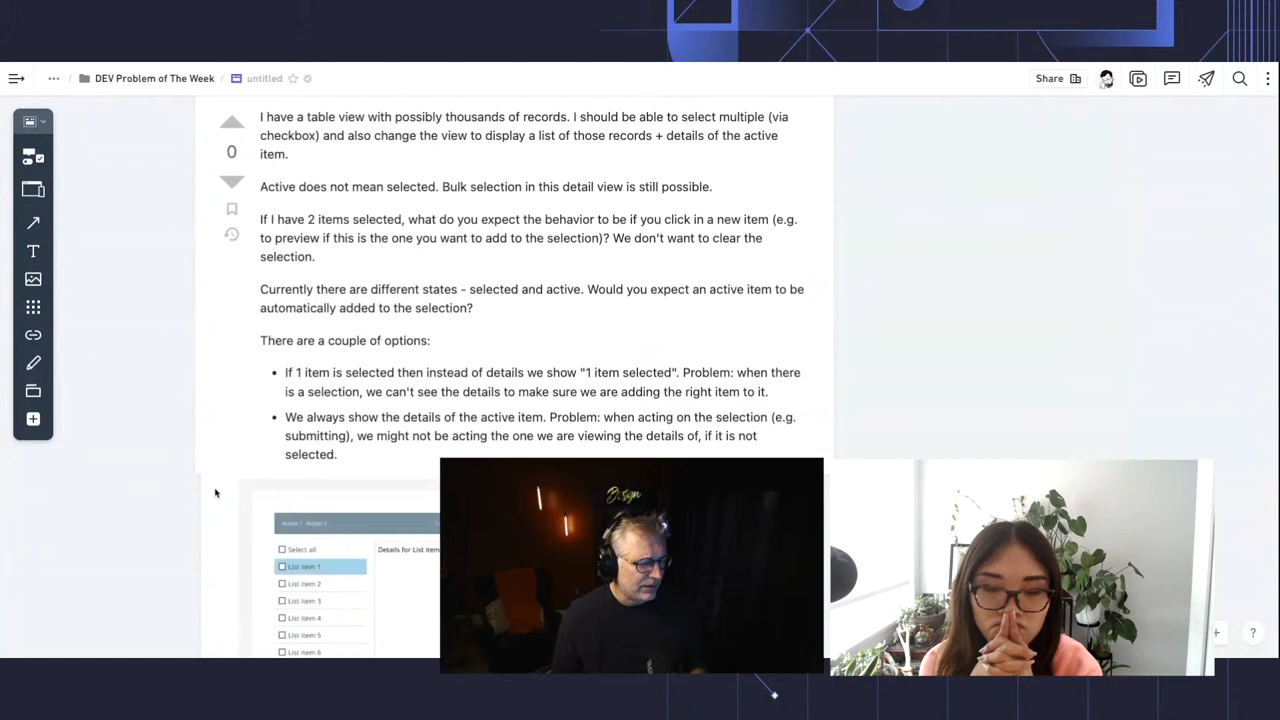 ... / DEV Problem of The Week / untitled
Share
I have a table view with possibly thousands of records. I should be able to select multiple (via
checkbox) and also change the view to display a list of those records + details of the active
item.
0
Active does not mean selected. Bulk selection in this detail view is still possible.
If I have 2 items selected, what do you expect the behavior to be if you click in a new item (e.g.
to preview if this is the one you want to add to the selection)? We don't want to clear the
selection.
Currently there are different states - selected and active. Would you expect an active item to be
automatically added to the selection?
There are a couple of options:
• If 1 item is selected then instead of details we show "1 item selected". Problem: when there
is a selection, we can't see the details to make sure we are adding the right item to it.
• We always show the details of the active item. Problem: when acting on the selection (e.g.
submitting), we might not be acting the one we are viewing the details of, if it is not
selected.
Select all
Details for List item
List item 1
List item 2
List item 3
List item 4
List item 5
List item 6
+ ?